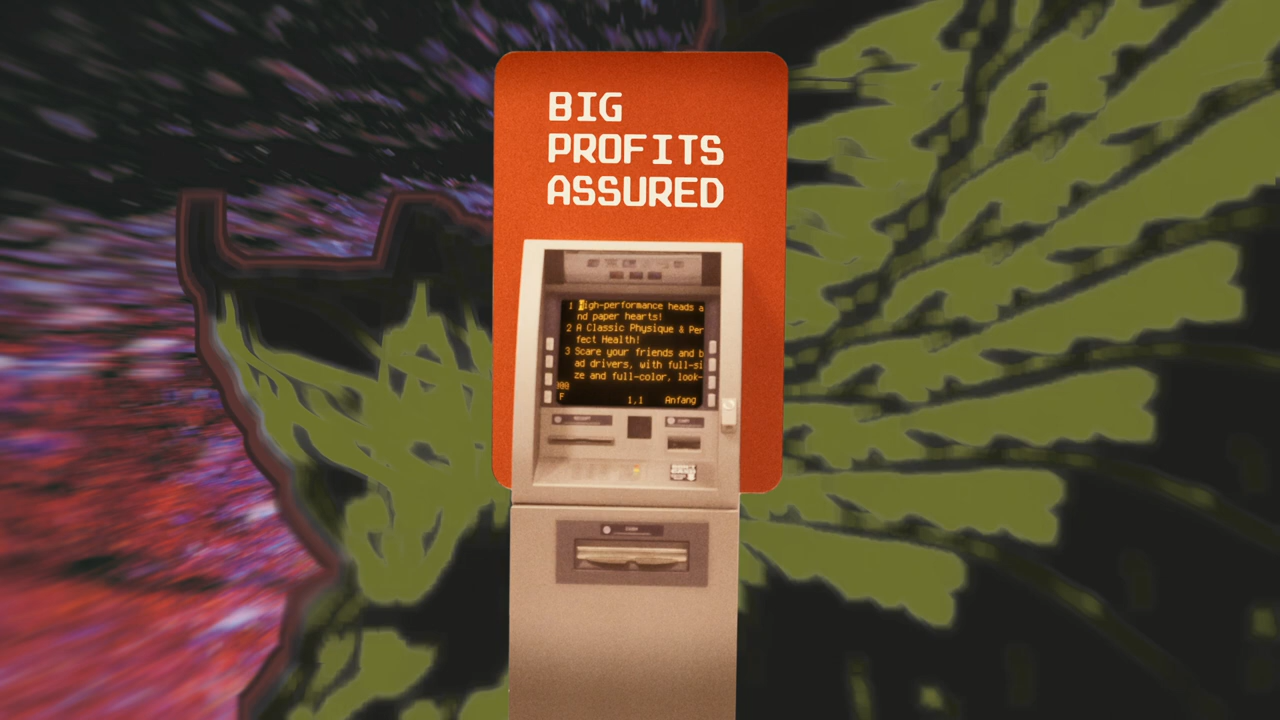 BIG
PROFITS
ASSURED
1 High-performance heads a
nd paper hearts!
2 A Classic Physique & Per
fect Health!
3 Scare your friends and b
ad drivers, with full-si
ze and full-color, look-
@@
F 1,1 Anfang